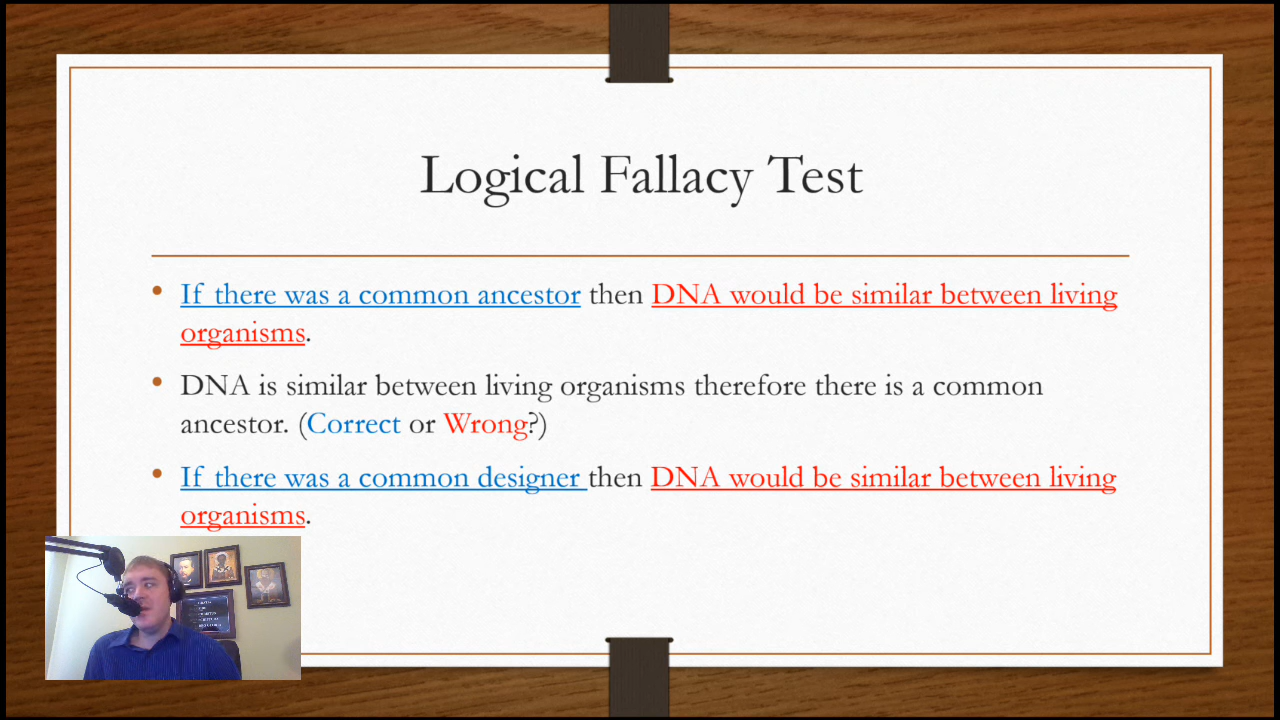 Logical Fallacy Test
If there was a common ancestor then DNA would be similar between living
organisms.
DNA is similar between living organisms therefore there is a common
ancestor. (Correct or Wrong?)
If there was a common designer then DNA would be similar between living
organisms.